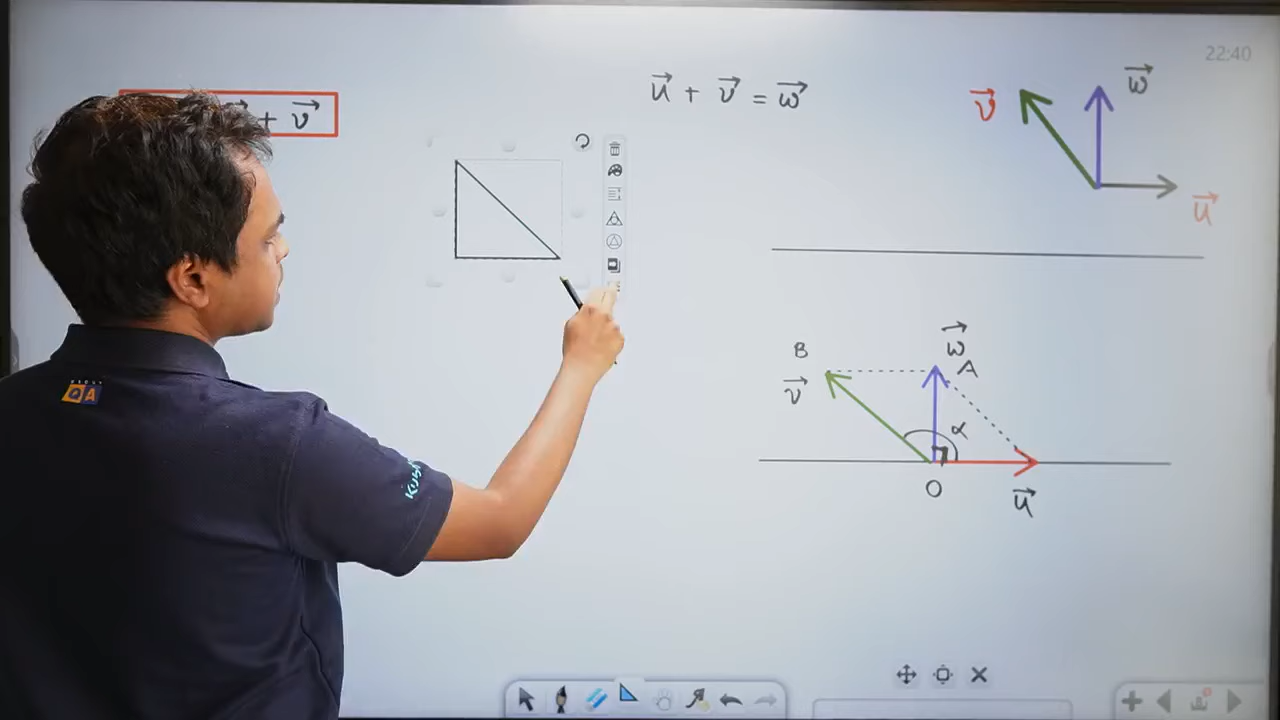 22:40
+ v⃗
u⃗ + v⃗ = w⃗
v⃗
w⃗
u⃗
B
v⃗
w⃗
A
α
O
u⃗
QA